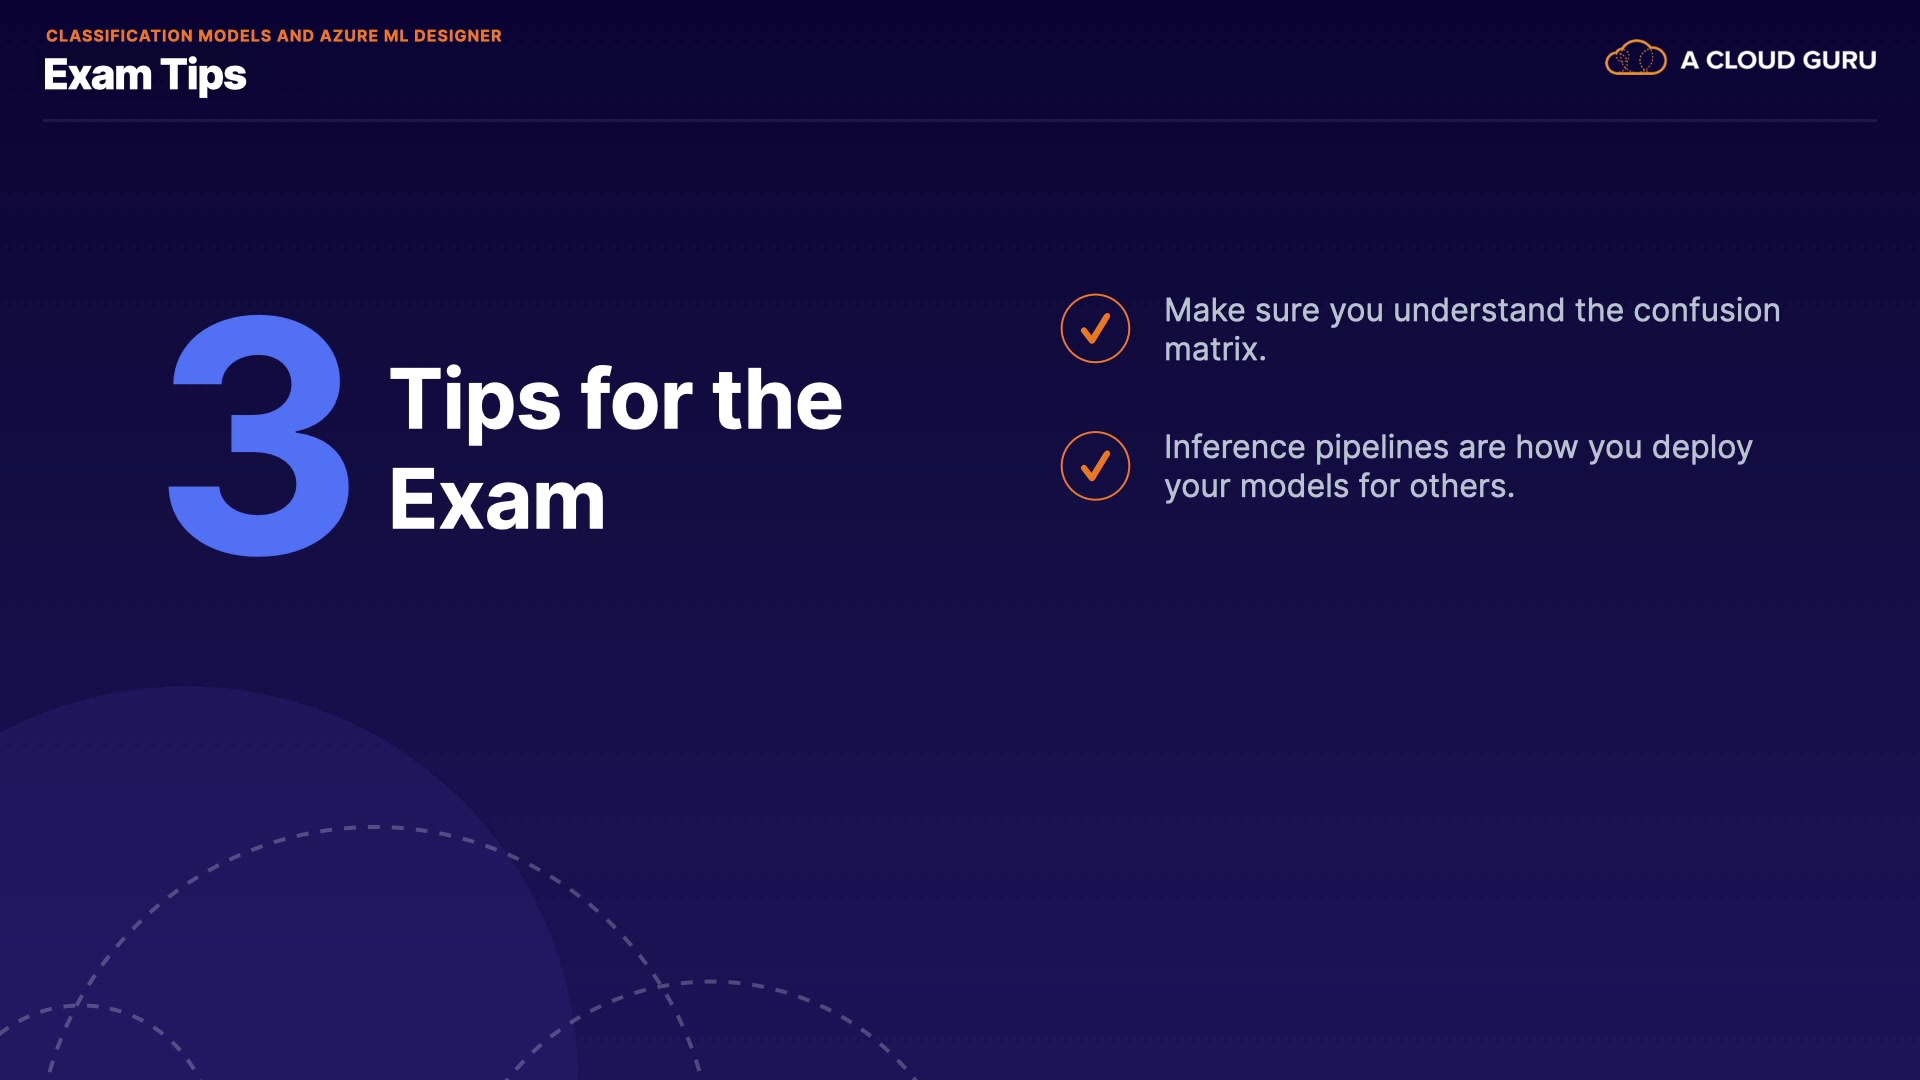 CLASSIFICATION MODELS AND AZURE ML DESIGNER
Exam Tips
A CLOUD GURU
3
Tips for the
Exam
Make sure you understand the confusion
matrix.
Inference pipelines are how you deploy
your models for others.